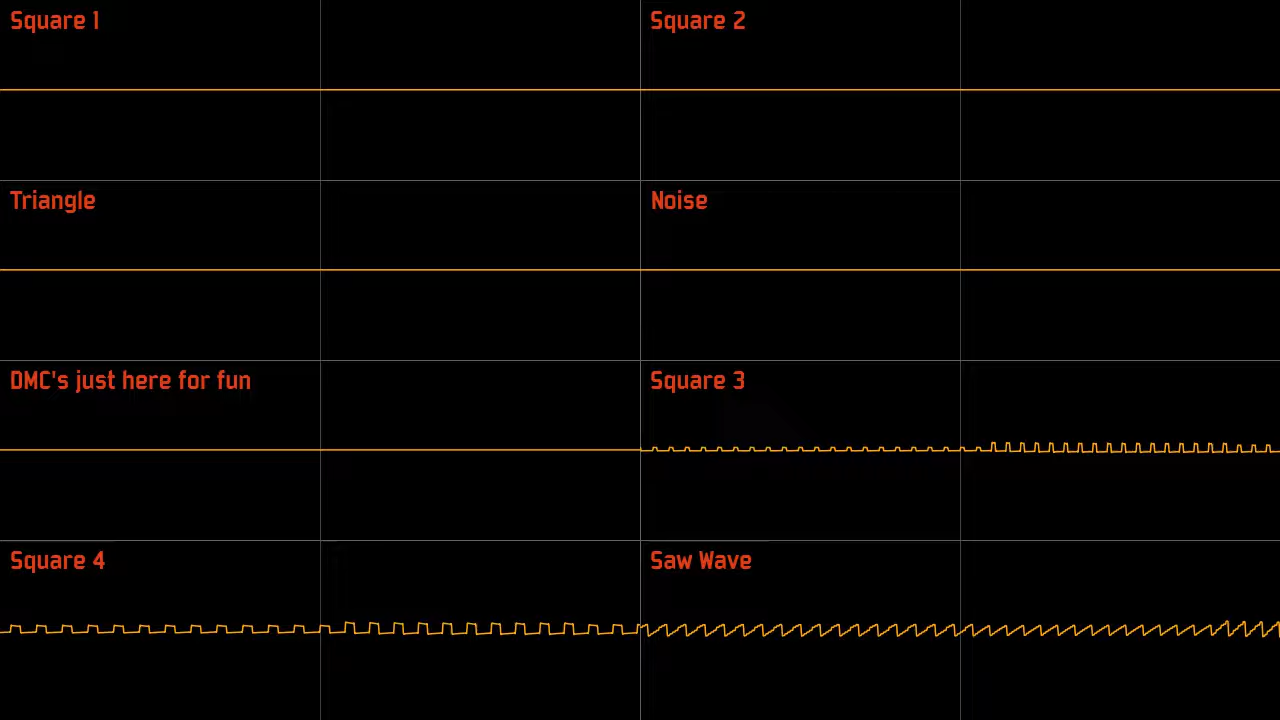 Square 1
Square 2
Triangle
Noise
DMC's just here for fun
Square 3
Square 4
Saw Wave